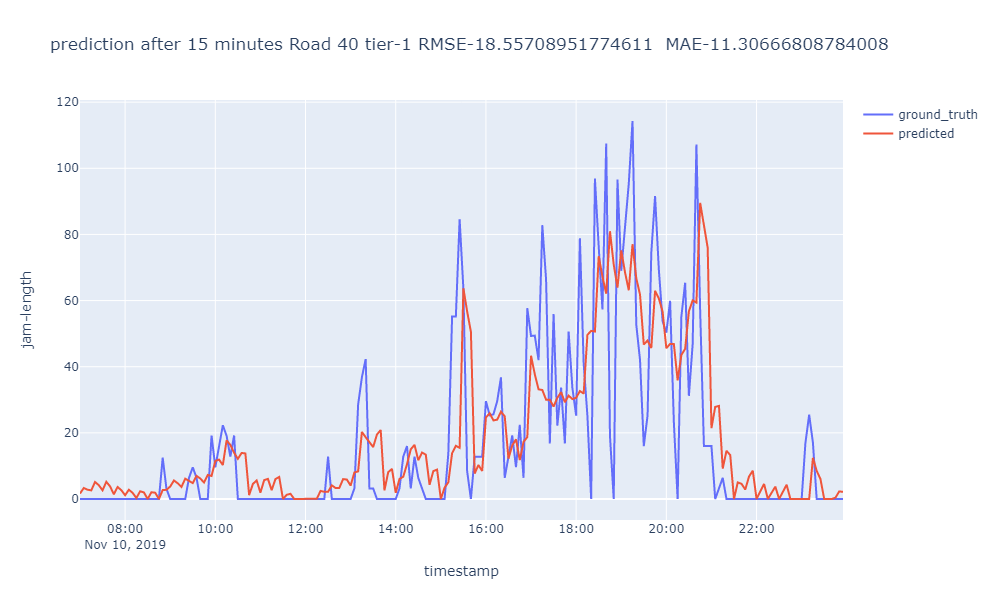 prediction after 15 minutes Road 40 tier-1 RMSE-18.55708951774611  MAE-11.30666808784008
ground_truth
predicted
120
100
80
60
40
20
0
jam-length
08:00 10:00 12:00 14:00 16:00 18:00 20:00 22:00
Nov 10, 2019
timestamp